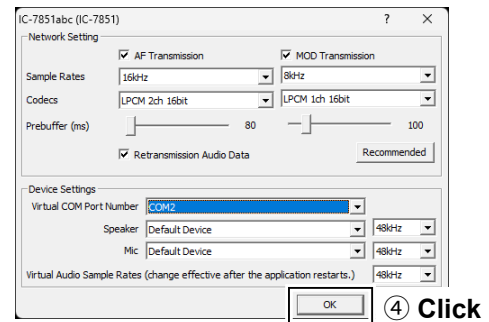 IC-7851abc (IC-7851) ? ×
Network Setting
AF Transmission MOD Transmission
Sample Rates 16kHz 8kHz
Codecs LPCM 2ch 16bit LPCM 1ch 16bit
Prebuffer (ms) 80 100
Retransmission Audio Data Recommended
Device Settings
Virtual COM Port Number COM2
Speaker Default Device 48kHz
Mic Default Device 48kHz
Virtual Audio Sample Rates (change effective after the application restarts.) 48kHz
OK ④ Click